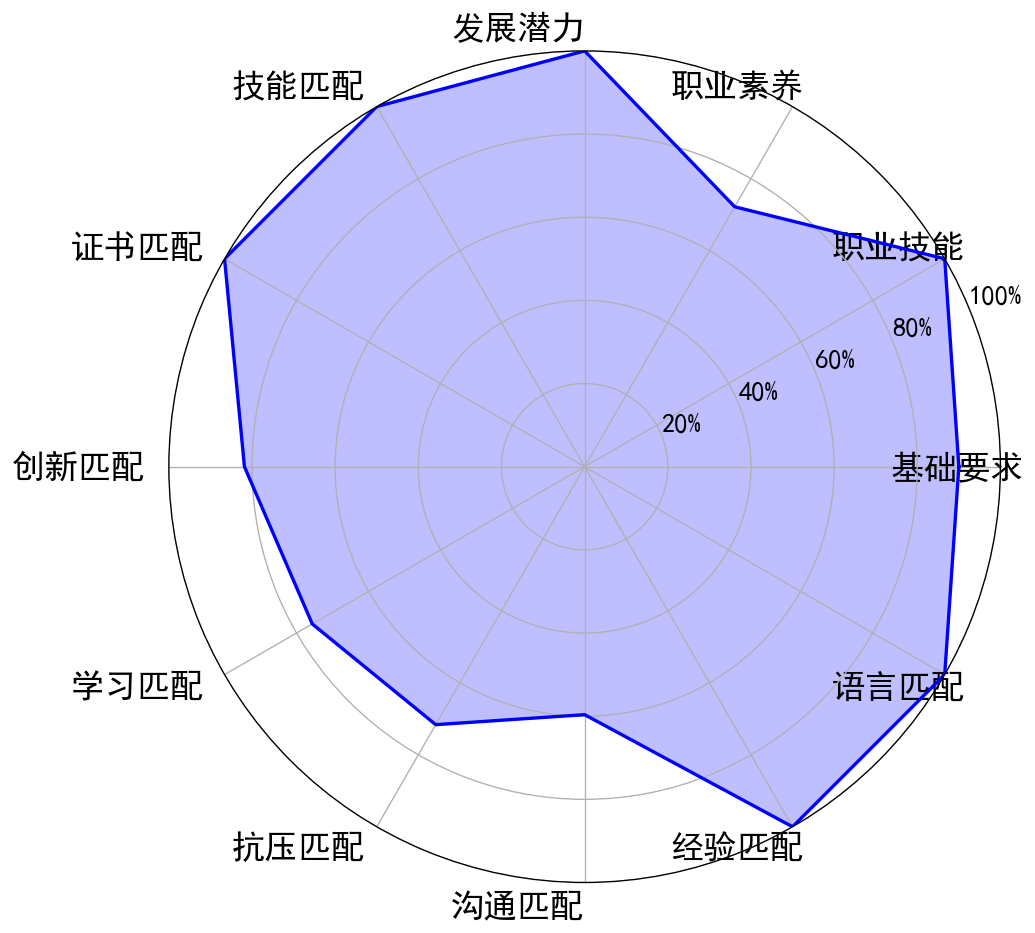 发展潜力
技能匹配
职业素养
证书匹配
职业技能
100%
80%
60%
40%
20%
创新匹配
基础要求
学习匹配
语言匹配
抗压匹配
经验匹配
沟通匹配